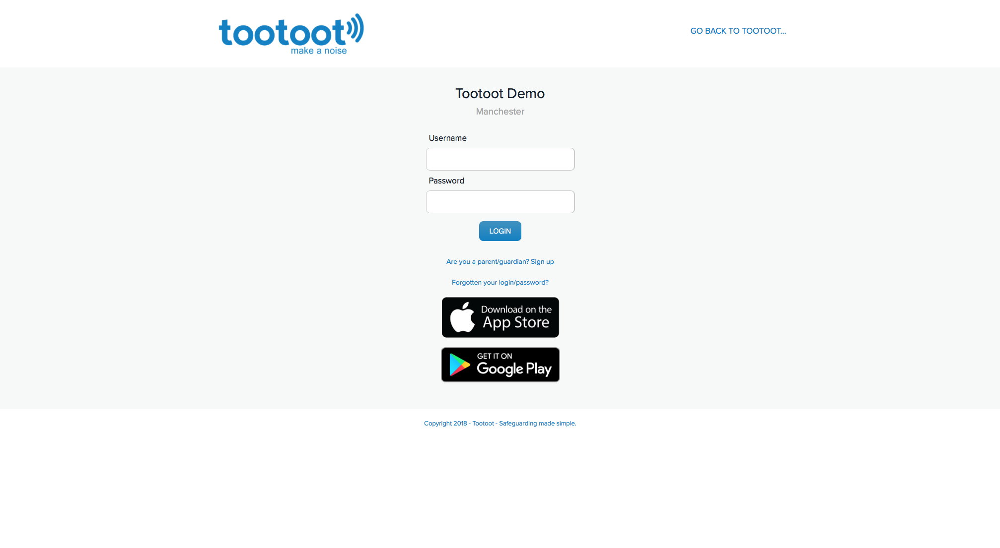 tootoot
make a noise
GO BACK TO TOOTOOT...
Tootoot Demo
Manchester
Username
Password
LOGIN
Are you a parent/guardian? Sign up
Forgotten your login/password?
Download on the
App Store
GET IT ON
Google Play
Copyright 2018 - Tootoot - Safeguarding made simple.